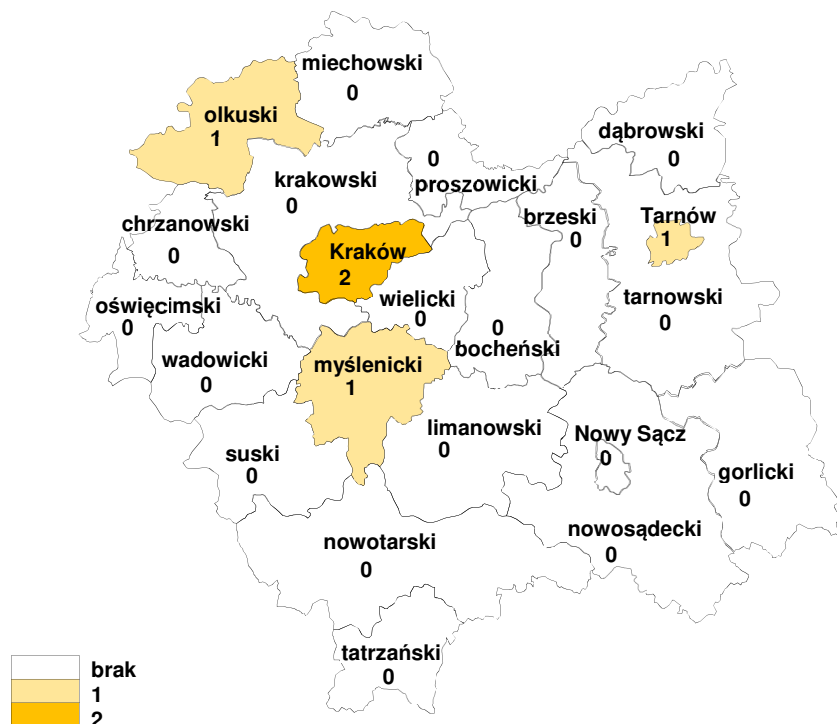 miechowski
0
olkuski
1
dąbrowski
0
0
proszowicki
krakowski
0
chrzanowski
0
brzeski
0
Tarnów
1
Kraków
2
oświęcimski
0
wielicki
0
tarnowski
0
0
bocheński
wadowicki
0
myślenicki
1
limanowski
0
Nowy Sącz
0
suski
0
gorlicki
0
nowosądecki
0
nowotarski
0
tatrzański
0
brak
1
2